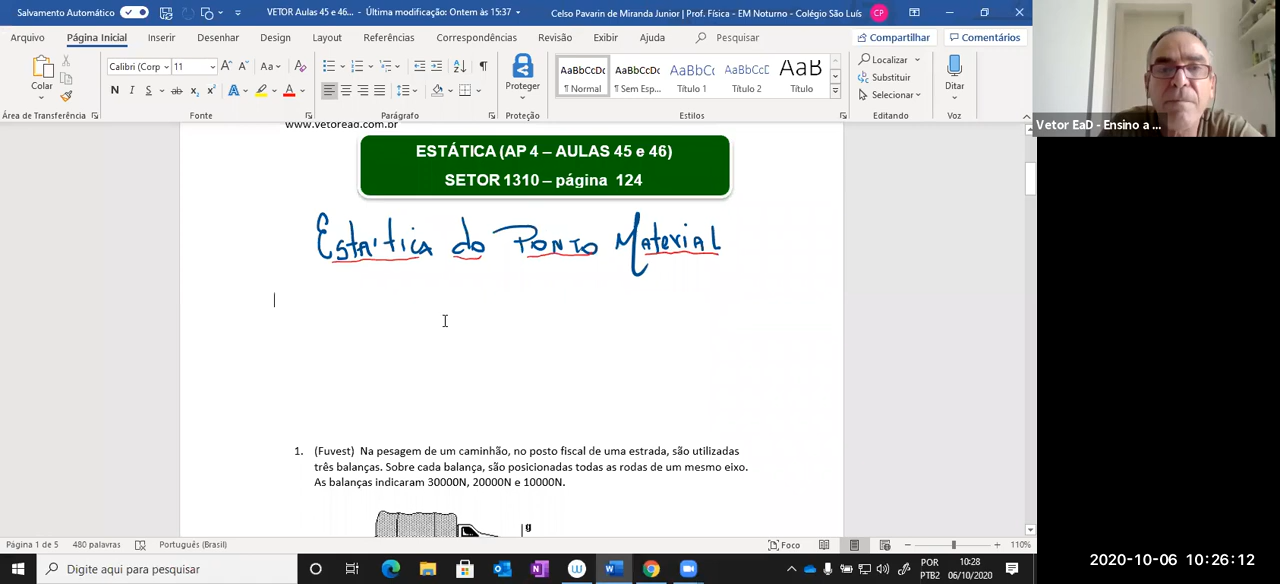 Salvamento Automático
VETOR Aulas 45 e 46... - Última modificação: Ontem às 15:37
Celso Pavarin de Miranda Junior | Prof. Física - EM Noturno - Colégio São Luís
CP
Arquivo Página Inicial Inserir Desenhar Design Layout Referências Correspondências Revisão Exibir Ajuda Pesquisar
Compartilhar Comentários
Colar
Calibri (Corp 11
Aa
N I S ab x₂ x²
AaBbCcDc AaBbCcDc AaBbCc AaBbCcD AaB
¶ Normal ¶ Sem Esp... Título 1 Título 2 Título
Proteger
Localizar
Substituir
Selecionar
Ditar
Área de Transferência Fonte Parágrafo Proteção Estilos Editando Voz
Vetor EaD - Ensino a ...
www.vetoread.com.br
ESTÁTICA (AP 4 – AULAS 45 e 46)
SETOR 1310 – página 124
Estática do Ponto Material
1. (Fuvest) Na pesagem de um caminhão, no posto fiscal de uma estrada, são utilizadas
três balanças. Sobre cada balança, são posicionadas todas as rodas de um mesmo eixo.
As balanças indicaram 30000N, 20000N e 10000N.
g
Página 1 de 5 480 palavras Português (Brasil)
Foco
110%
Digite aqui para pesquisar
POR
PTB2
10:28
06/10/2020
2020-10-06 10:26:12